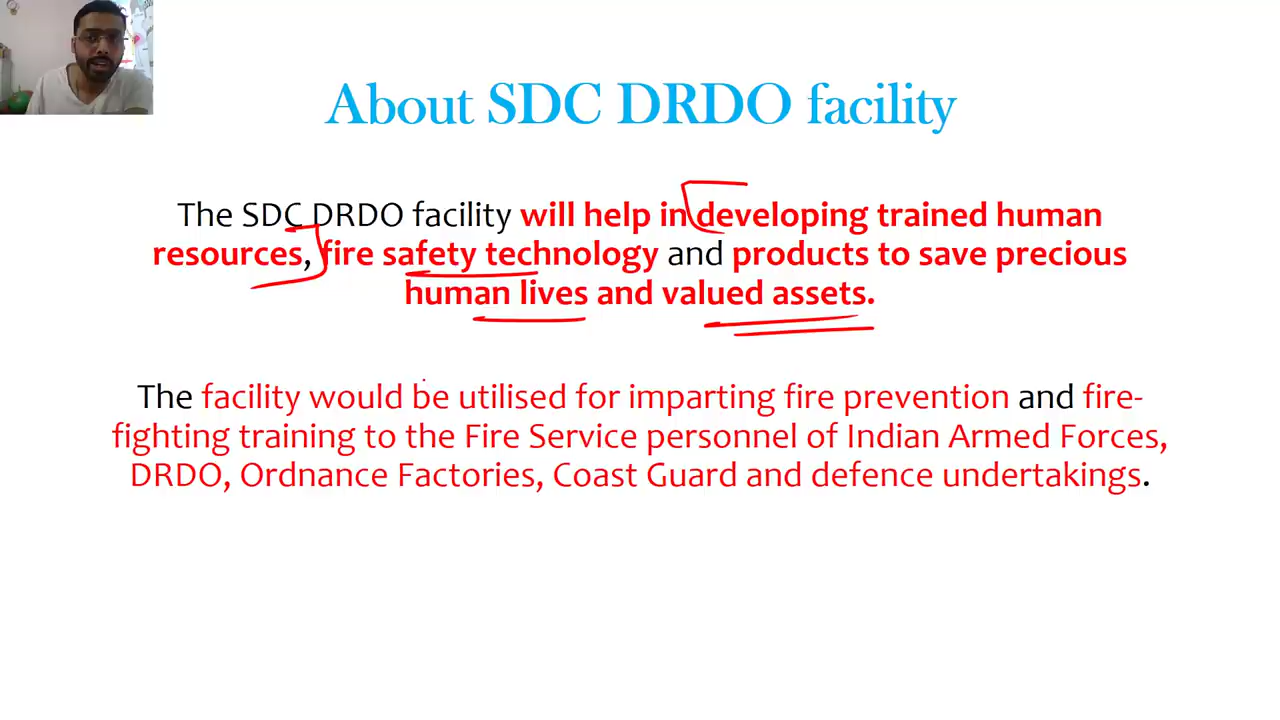 About SDC DRDO facility
The SDC DRDO facility will help in developing trained human
resources, fire safety technology and products to save precious
human lives and valued assets.
The facility would be utilised for imparting fire prevention and fire-
fighting training to the Fire Service personnel of Indian Armed Forces,
DRDO, Ordnance Factories, Coast Guard and defence undertakings.